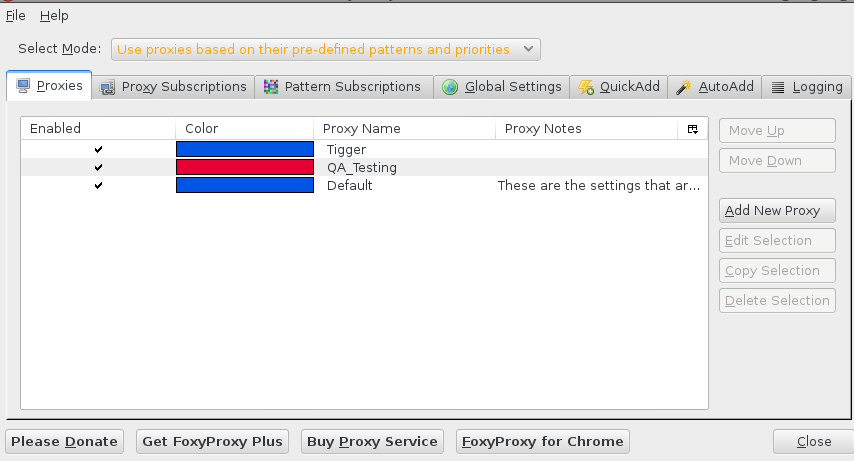 File Help
Select Mode: Use proxies based on their pre-defined patterns and priorities
Proxies Proxy Subscriptions Pattern Subscriptions Global Settings QuickAdd AutoAdd Logging
Enabled Color Proxy Name Proxy Notes
Tigger
QA_Testing
Default These are the settings that ar...
Move Up
Move Down
Add New Proxy
Edit Selection
Copy Selection
Delete Selection
Please Donate Get FoxyProxy Plus Buy Proxy Service FoxyProxy for Chrome Close